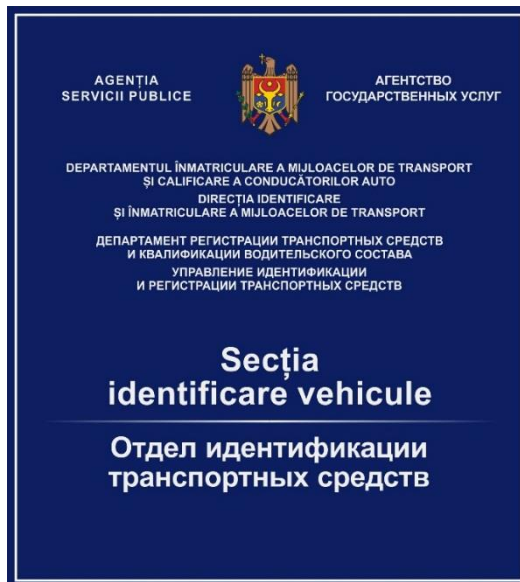 AGENȚIA
SERVICII PUBLICE
АГЕНТСТВО
ГОСУДАРСТВЕННЫХ УСЛУГ
DEPARTAMENTUL ÎNMATRICULARE A MIJLOACELOR DE TRANSPORT
ȘI CALIFICARE A CONDUCĂTORILOR AUTO
DIRECȚIA IDENTIFICARE
ȘI ÎNMATRICULARE A MIJLOACELOR DE TRANSPORT
ДЕПАРТАМЕНТ РЕГИСТРАЦИИ ТРАНСПОРТНЫХ СРЕДСТВ
И КВАЛИФИКАЦИИ ВОДИТЕЛЬСКОГО СОСТАВА
УПРАВЛЕНИЕ ИДЕНТИФИКАЦИИ
И РЕГИСТРАЦИИ ТРАНСПОРТНЫХ СРЕДСТВ
Secția
identificare vehicule
Отдел идентификации
транспортных средств